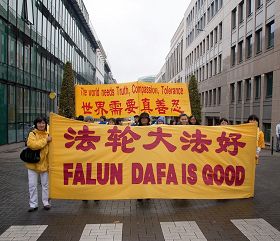 The world needs Truth, Compassion, Tolerance
世界需要真善忍
法轮大法好
FALUN DAFA IS GOOD